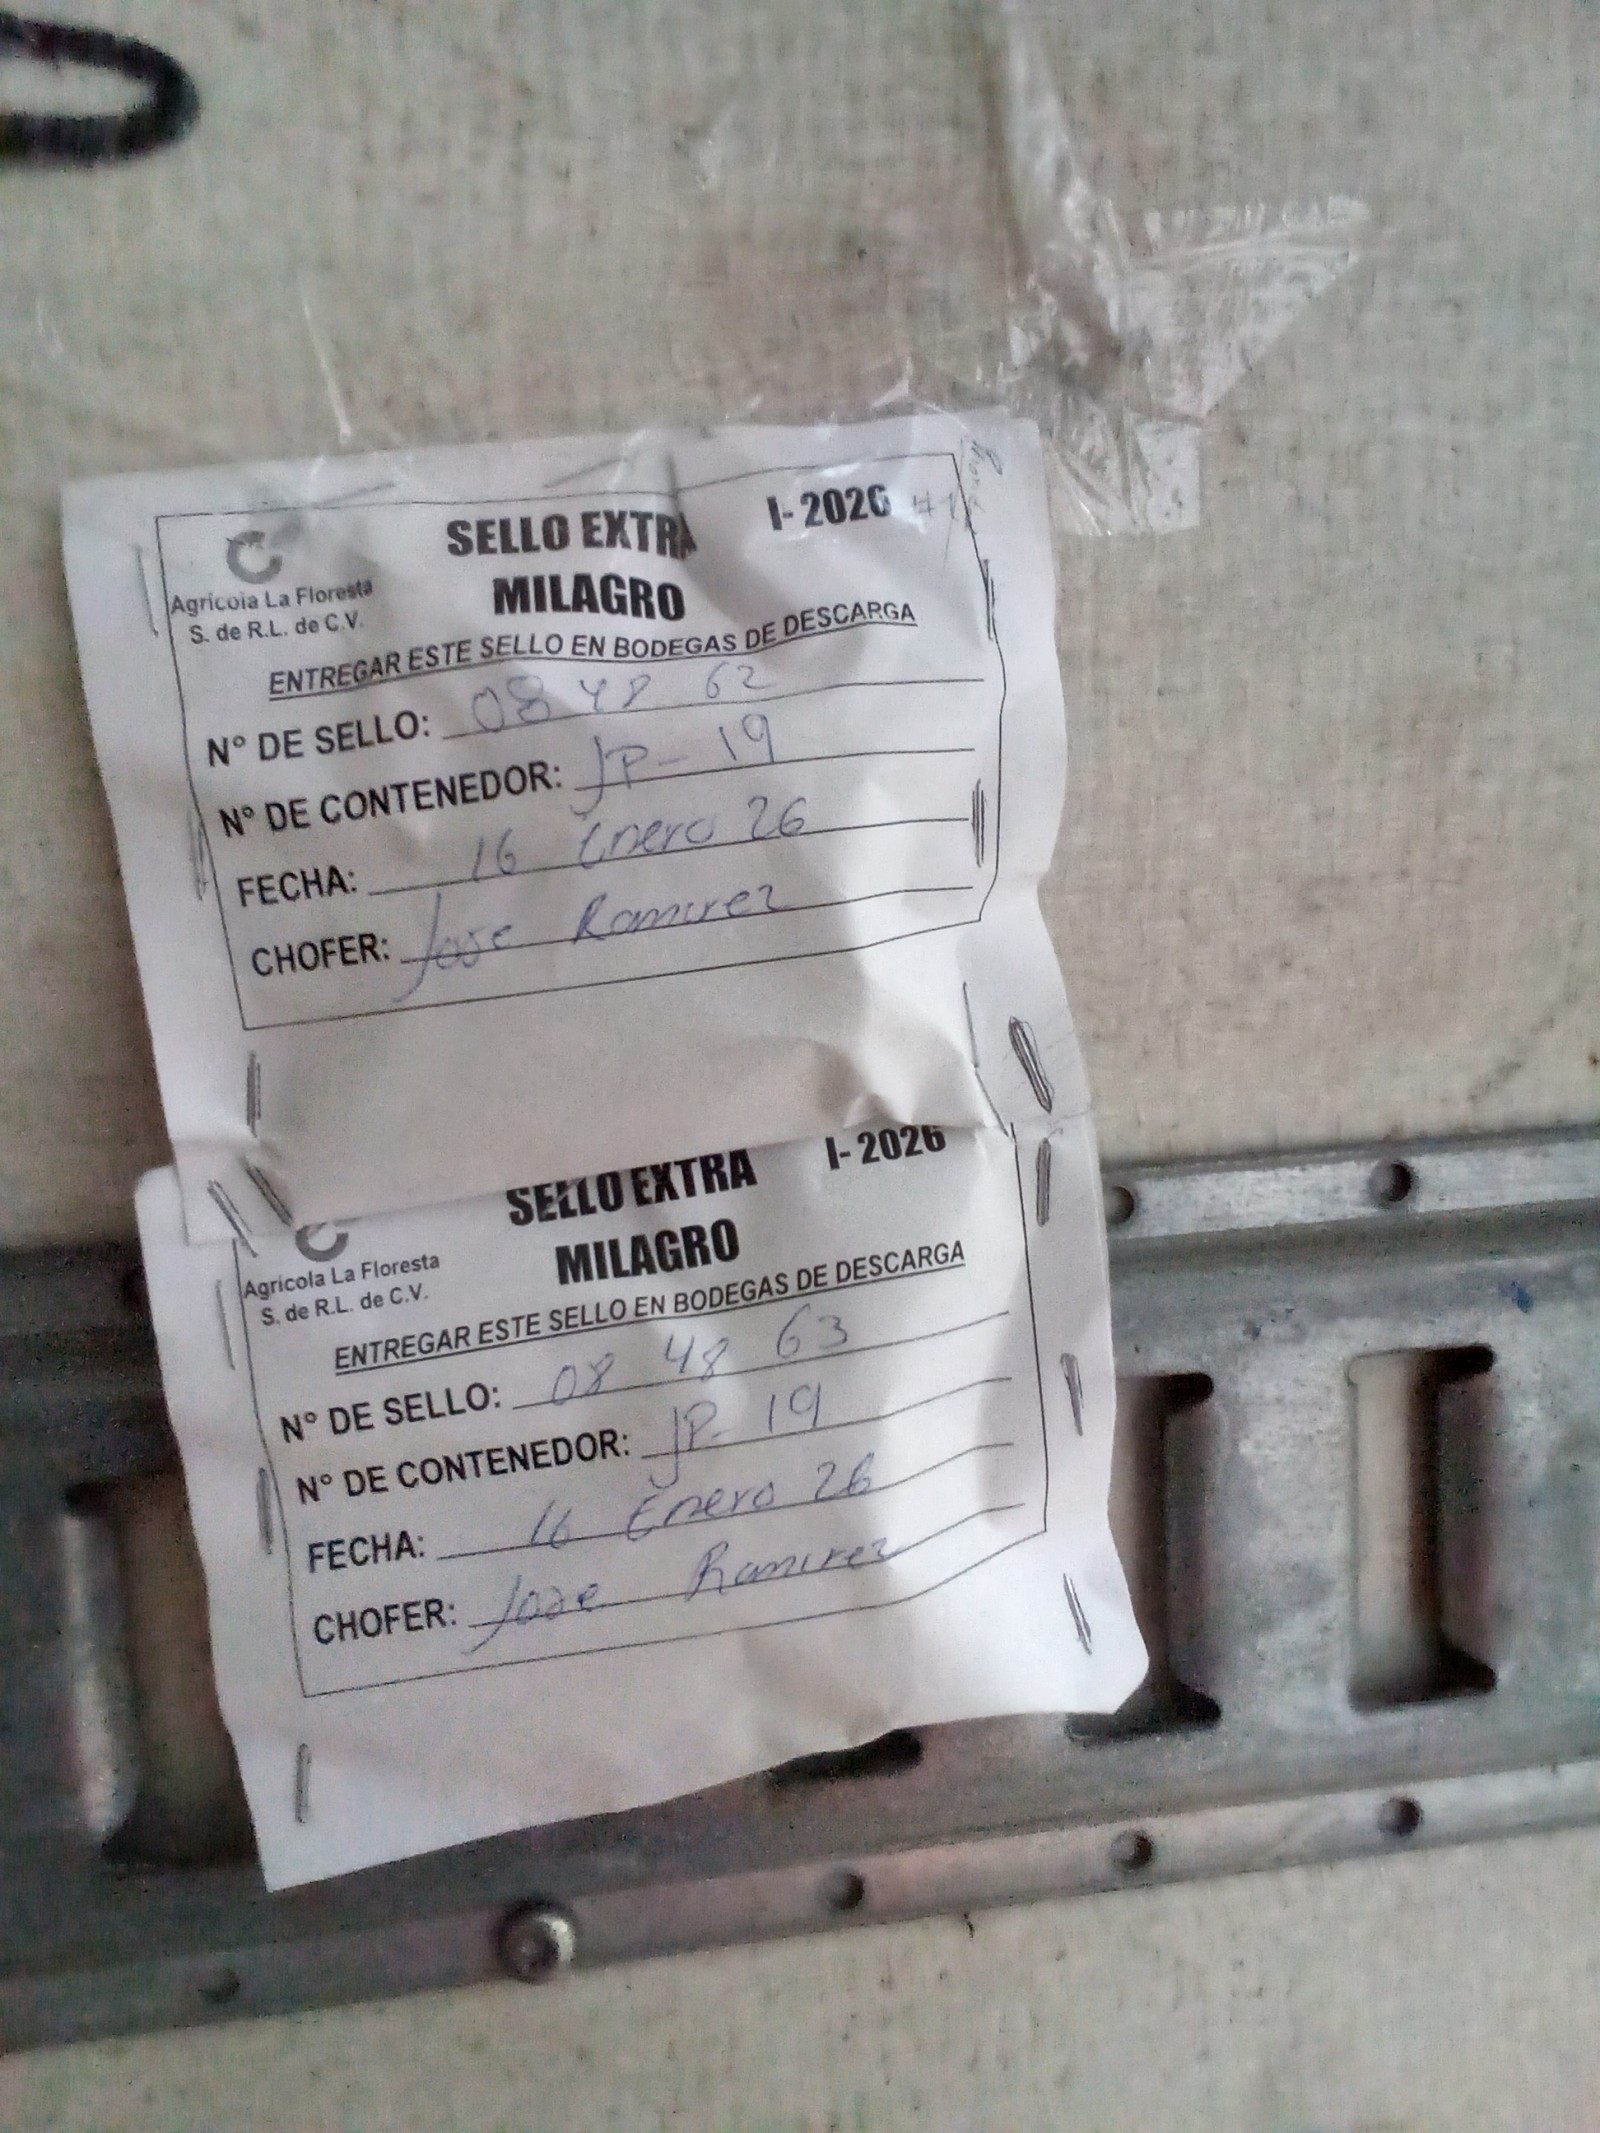 I- 2026
SELLO EXTRA
MILAGRO
Agrícola La Floresta
S. de R.L. de C.V.
ENTREGAR ESTE SELLO EN BODEGAS DE DESCARGA
N° DE SELLO: 08 48 62
N° DE CONTENEDOR: JP- 19
FECHA: 16 Enero 26
CHOFER: Jose Ramirez
I- 2026
SELLO EXTRA
MILAGRO
Agrícola La Floresta
S. de R.L. de C.V.
ENTREGAR ESTE SELLO EN BODEGAS DE DESCARGA
N° DE SELLO: 08 48 63
N° DE CONTENEDOR: JP- 19
FECHA: 16 Enero 26
CHOFER: Jose Ramirez